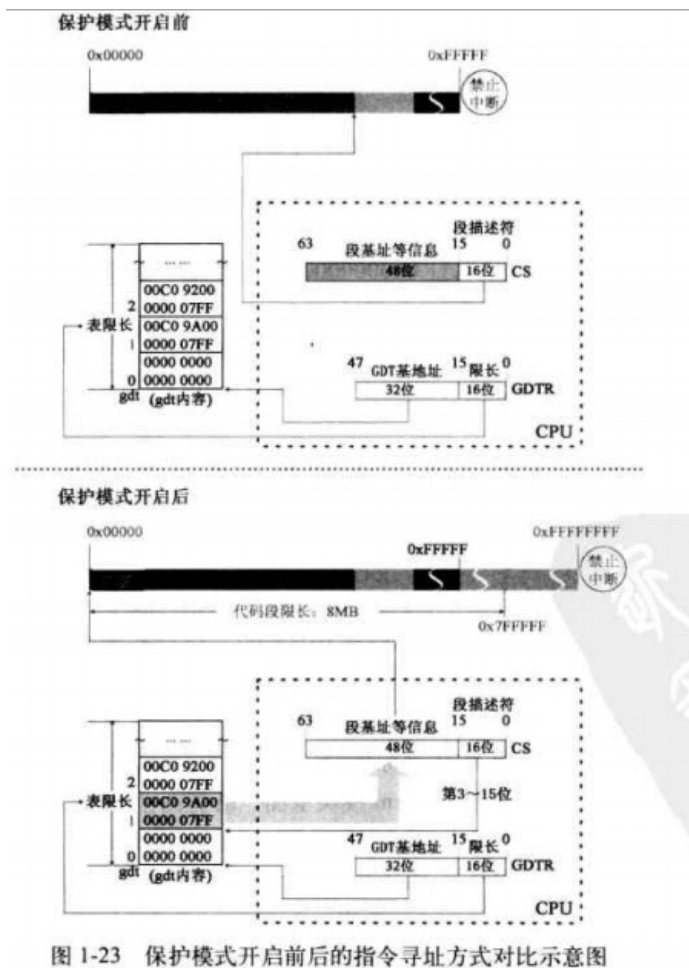 保护模式开启前
0x00000 0xFFFFF
禁止
中断
段描述符
63 段基址等信息 15 0
48位 16位 CS
... ...
00C0 9200
2 0000 07FF
表限长 00C0 9A00
1 0000 07FF
0000 0000
0 0000 0000
gdt (gdt内容)
47 GDT基地址 15 限长 0
32位 16位 GDTR
CPU
保护模式开启后
0x00000 0xFFFFF 0xFFFFFFFF
禁止
中断
代码段限长：8MB
0x7FFFFF
段描述符
63 段基址等信息 15 0
48位 16位 CS
第3～15位
... ...
00C0 9200
2 0000 07FF
表限长 00C0 9A00
1 0000 07FF
0000 0000
0 0000 0000
gdt (gdt内容)
47 GDT基地址 15 限长 0
32位 16位 GDTR
CPU
图 1-23 保护模式开启前后的指令寻址方式对比示意图